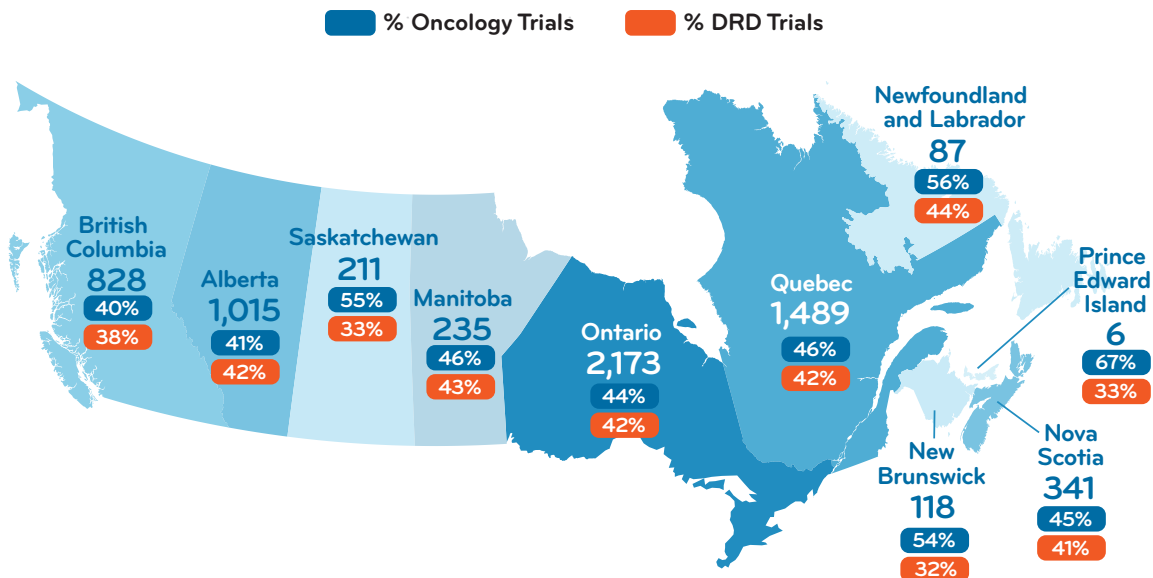 % Oncology Trials
% DRD Trials
British
Columbia
828
40%
38%
Alberta
1,015
41%
42%
Saskatchewan
211
55%
33%
Manitoba
235
46%
43%
Ontario
2,173
44%
42%
Quebec
1,489
46%
42%
Newfoundland
and Labrador
87
56%
44%
Prince
Edward
Island
6
67%
33%
New
Brunswick
118
54%
32%
Nova
Scotia
341
45%
41%